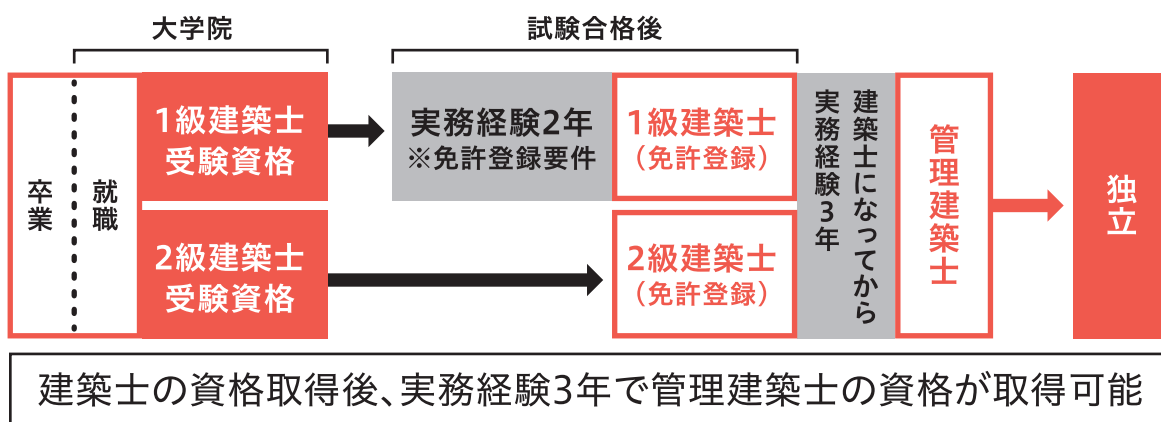 大学院
試験合格後
卒業
就職
1級建築士
受験資格
2級建築士
受験資格
実務経験2年
※免許登録要件
1級建築士
（免許登録）
2級建築士
（免許登録）
建築士になってから
実務経験3年
管理建築士
独立
建築士の資格取得後、実務経験3年で管理建築士の資格が取得可能